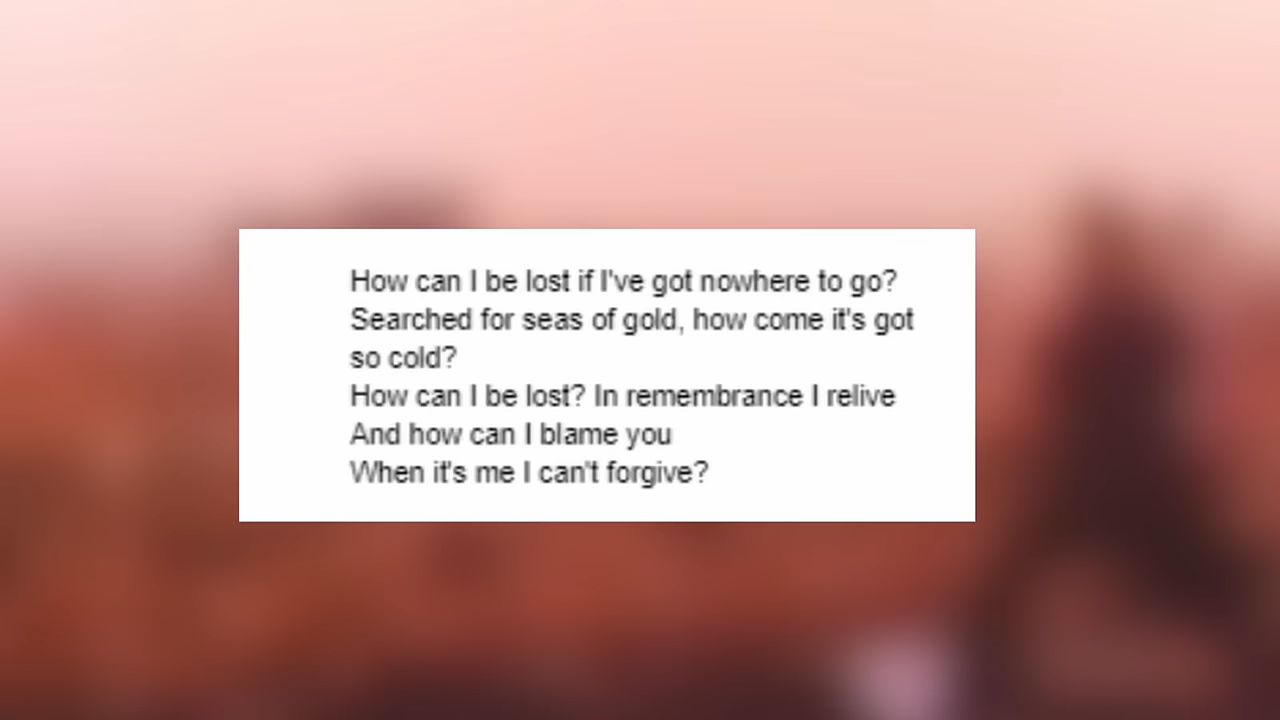 How can I be lost if I've got nowhere to go?
Searched for seas of gold, how come it's got
so cold?
How can I be lost? In remembrance I relive
And how can I blame you
When it's me I can't forgive?